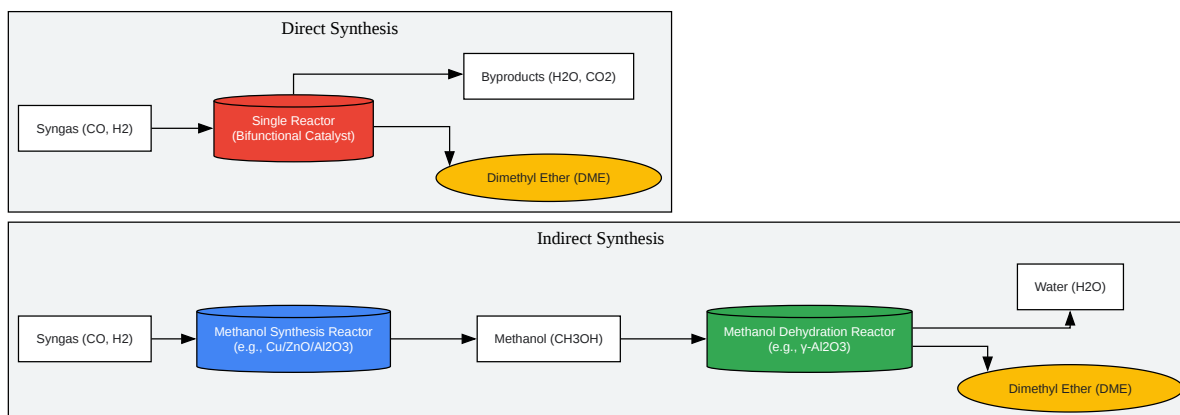 Direct Synthesis
Byproducts (H2O, CO2)
Syngas (CO, H2)
Single Reactor
(Bifunctional Catalyst)
Dimethyl Ether (DME)
Indirect Synthesis
Water (H2O)
Syngas (CO, H2)
Methanol Synthesis Reactor
(e.g., Cu/ZnO/Al2O3)
Methanol (CH3OH)
Methanol Dehydration Reactor
(e.g., γ-Al2O3)
Dimethyl Ether (DME)